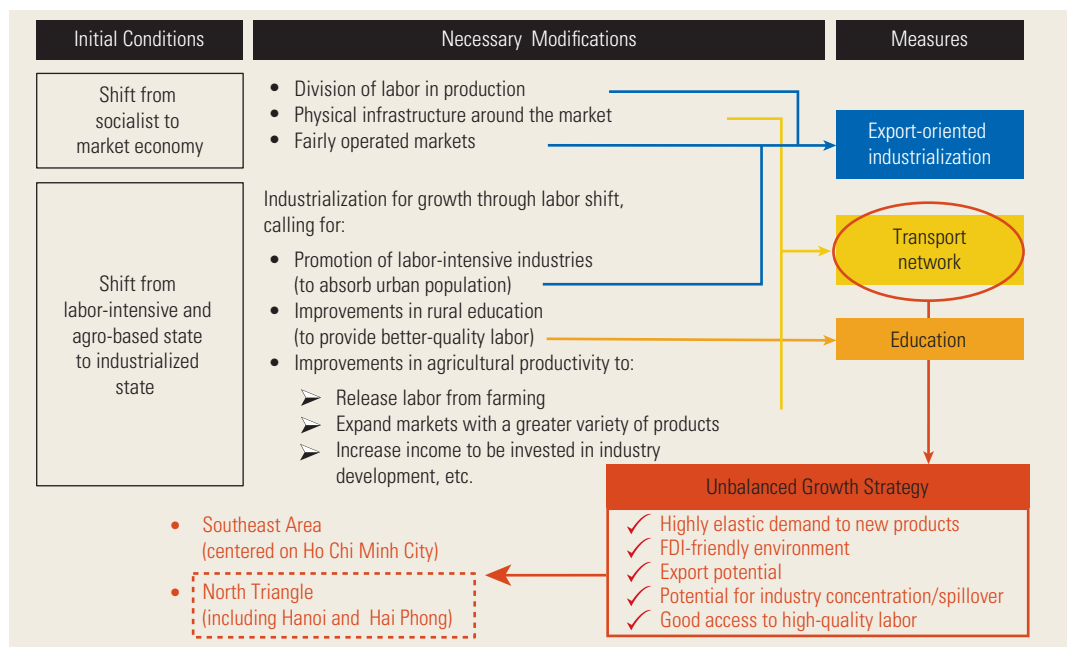 Initial Conditions
Necessary Modifications
Measures
Shift from
socialist to
market economy
• Division of labor in production
• Physical infrastructure around the market
• Fairly operated markets
Export-oriented
industrialization
Shift from
labor-intensive and
agro-based state
to industrialized
state
Industrialization for growth through labor shift,
calling for:
• Promotion of labor-intensive industries
(to absorb urban population)
• Improvements in rural education
(to provide better-quality labor)
• Improvements in agricultural productivity to:
➢ Release labor from farming
➢ Expand markets with a greater variety of products
➢ Increase income to be invested in industry
development, etc.
Transport
network
Education
Unbalanced Growth Strategy
✓ Highly elastic demand to new products
✓ FDI-friendly environment
✓ Export potential
✓ Potential for industry concentration/spillover
✓ Good access to high-quality labor
• Southeast Area
(centered on Ho Chi Minh City)
• North Triangle
(including Hanoi and Hai Phong)